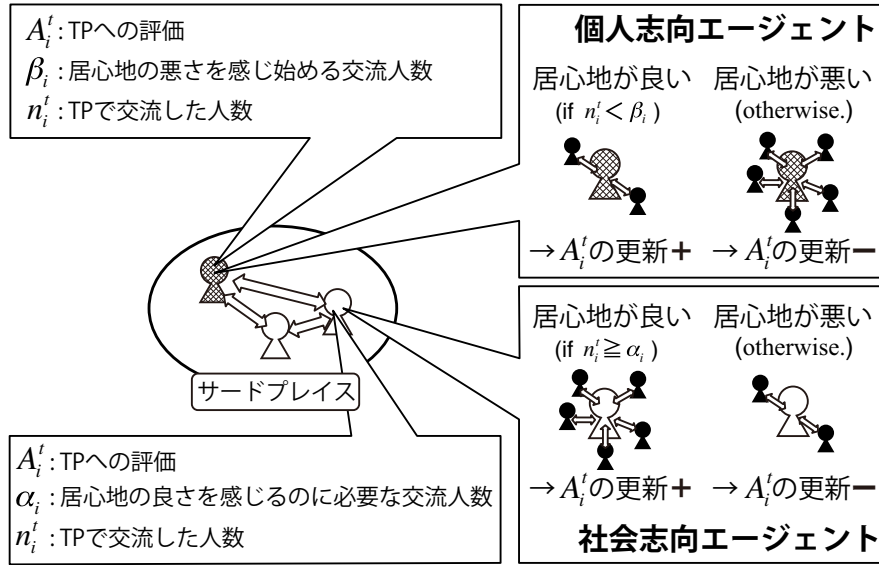 A_i^t : TPへの評価
β_i : 居心地の悪さを感じ始める交流人数
n_i^t : TPで交流した人数
個人志向エージェント
居心地が良い
(if n_i^t < β_i )
→ A_i^tの更新+
居心地が悪い
(otherwise.)
→ A_i^tの更新−
サードプレイス
A_i^t : TPへの評価
α_i : 居心地の良さを感じるのに必要な交流人数
n_i^t : TPで交流した人数
居心地が良い
(if n_i^t ≧ α_i )
→ A_i^tの更新+
居心地が悪い
(otherwise.)
→ A_i^tの更新−
社会志向エージェント